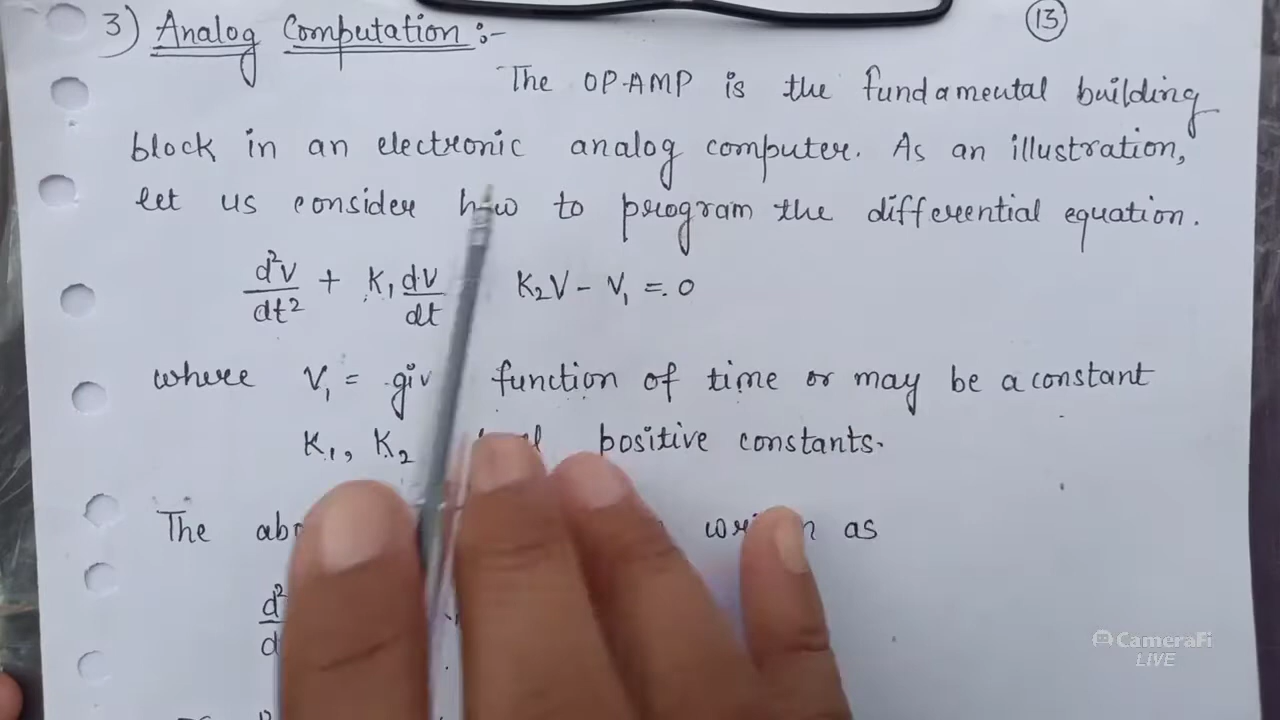 3) Analog Computation :-
13
The OP-AMP is the fundamental building
block in an electronic analog computer. As an illustration,
let us consider how to program the differential equation.
d²v/dt² + K₁ dv/dt K₂V - V₁ = 0
where V₁ = function of time or may be a constant
K₁, K₂ positive constants.
The as
CameraFi
LIVE